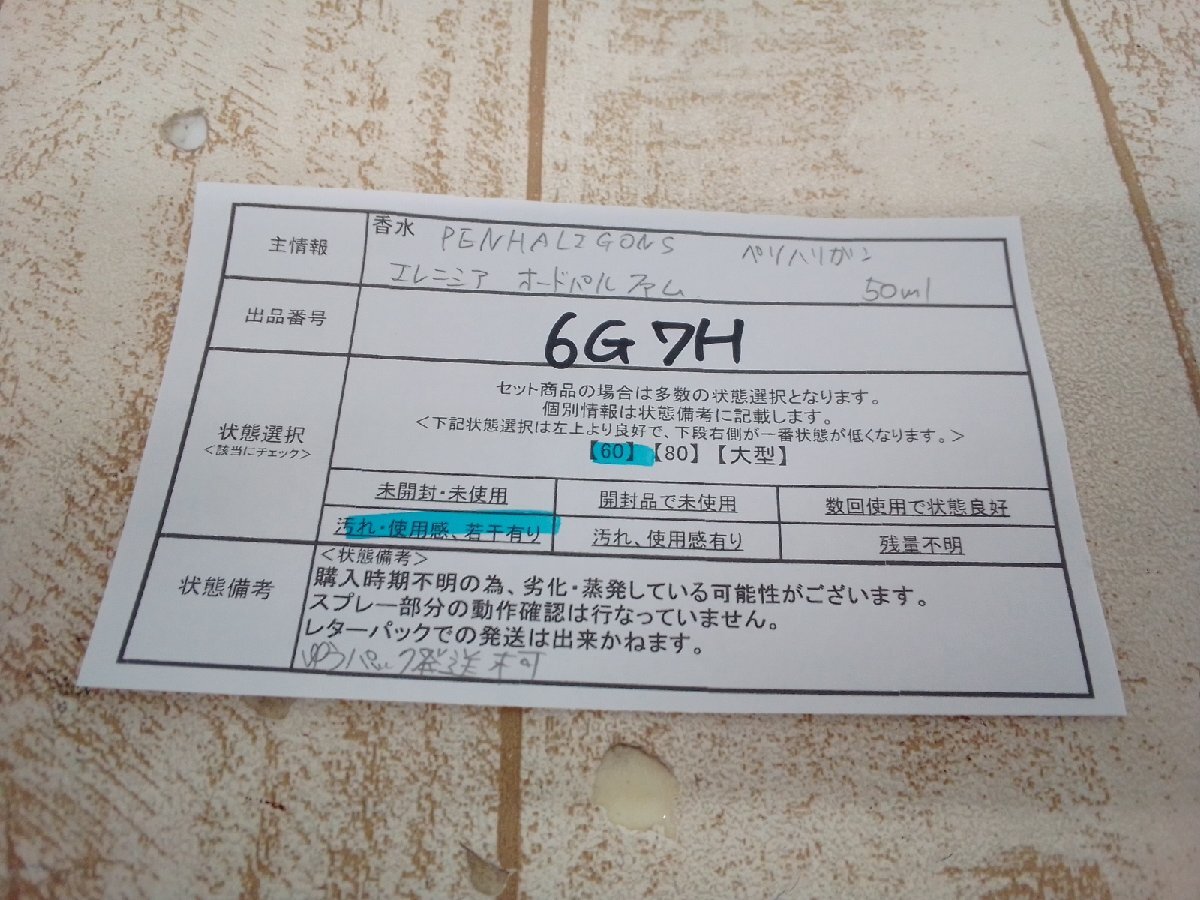 主情報
香水 PENHALIGONS ペンハリガン
エレニシア オードパルファム 50ml
出品番号
6G7H
状態選択
＜該当にチェック＞
セット商品の場合は多数の状態選択となります。
個別情報は状態備考に記載します。
＜下記状態選択は左上より良好で、下段右側が一番状態が低くなります。＞
【60】【80】【大型】
未開封・未使用 開封品で未使用 数回使用で状態良好
汚れ・使用感、若干有り 汚れ、使用感有り 残量不明
状態備考
＜状態備考＞
購入時期不明の為、劣化・蒸発している可能性がございます。
スプレー部分の動作確認は行なっていません。
レターパックでの発送は出来かねます。
ゆうパック発送不可